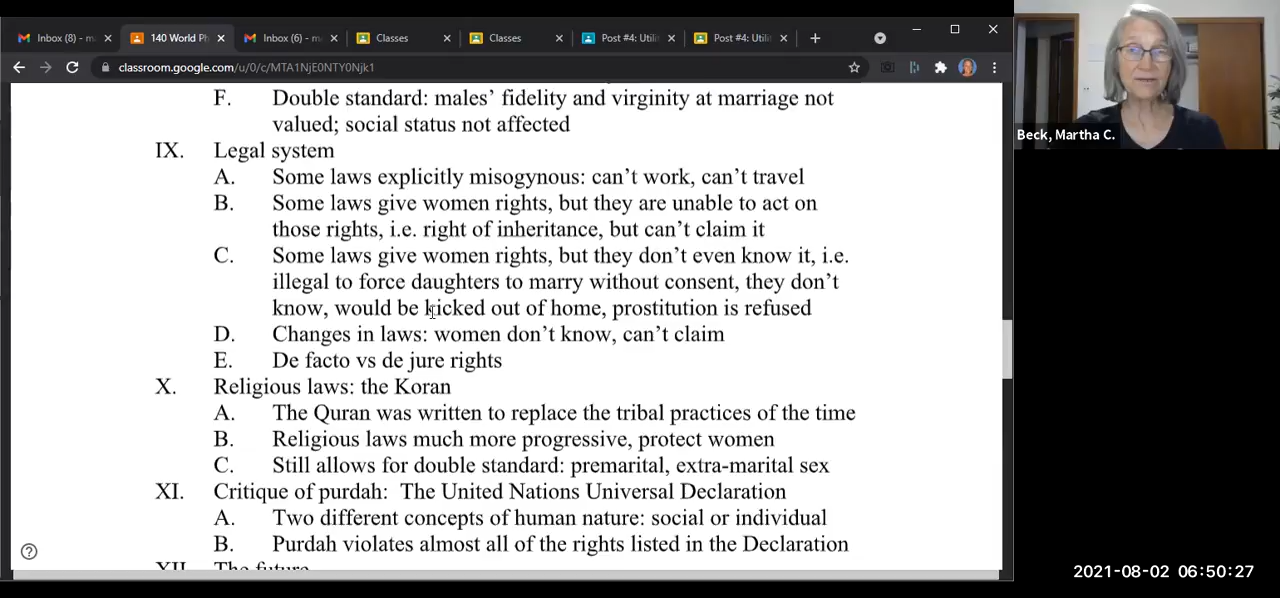 Inbox (8) - m
140 World Ph
Inbox (6) - m
Classes
Classes
Post #4: Utili
Post #4: Utili
classroom.google.com/u/0/c/MTA1NjE0NTY0Njk1
F. Double standard: males' fidelity and virginity at marriage not
valued; social status not affected
IX. Legal system
A. Some laws explicitly misogynous: can't work, can't travel
B. Some laws give women rights, but they are unable to act on
those rights, i.e. right of inheritance, but can't claim it
C. Some laws give women rights, but they don't even know it, i.e.
illegal to force daughters to marry without consent, they don't
know, would be kicked out of home, prostitution is refused
D. Changes in laws: women don't know, can't claim
E. De facto vs de jure rights
X. Religious laws: the Koran
A. The Quran was written to replace the tribal practices of the time
B. Religious laws much more progressive, protect women
C. Still allows for double standard: premarital, extra-marital sex
XI. Critique of purdah: The United Nations Universal Declaration
A. Two different concepts of human nature: social or individual
B. Purdah violates almost all of the rights listed in the Declaration
XII. The future
Beck, Martha C.
2021-08-02 06:50:27